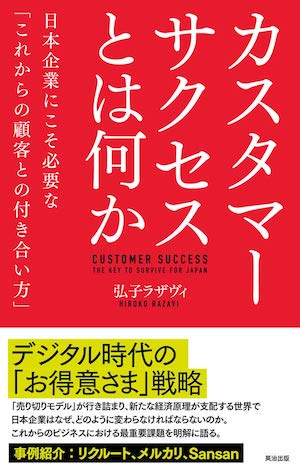 カスタマー
サクセス
とは何か
日本企業にこそ必要な
「これからの顧客との付き合い方」
CUSTOMER SUCCESS
THE KEY TO SURVIVE FOR JAPAN
弘子ラザヴィ
HIROKO RAZAVI
デジタル時代の
「お得意さま」戦略
「売り切りモデル」が行き詰まり、新たな経済原理が支配する世界で
日本企業はなぜ、どのように変わらなければならないのか。
これからのビジネスにおける最重要課題を明解に語る。
事例紹介：リクルート、メルカリ、Sansan
英治出版